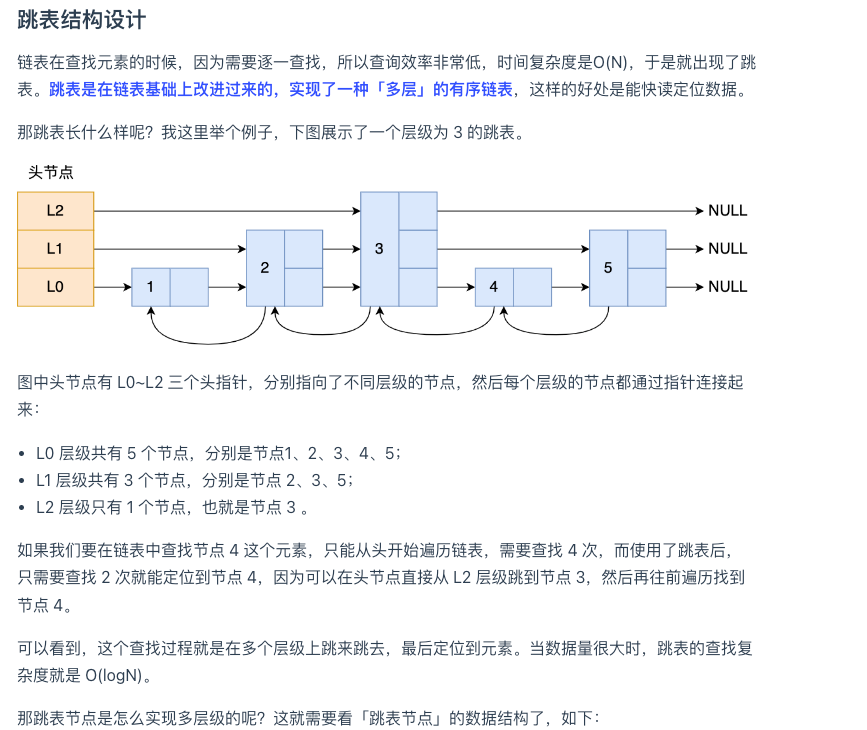 跳表结构设计
链表在查找元素的时候，因为需要逐一查找，所以查询效率非常低，时间复杂度是O(N)，于是就出现了跳
表。跳表是在链表基础上改进过来的，实现了一种「多层」的有序链表，这样的好处是能快读定位数据。
那跳表长什么样呢？我这里举个例子，下图展示了一个层级为 3 的跳表。
头节点
L2
NULL
L1
3
NULL
2
5
L0
1
4
NULL
图中头节点有 L0~L2 三个头指针，分别指向了不同层级的节点，然后每个层级的节点都通过指针连接起
来：
• L0 层级共有 5 个节点，分别是节点1、2、3、4、5；
• L1 层级共有 3 个节点，分别是节点 2、3、5；
• L2 层级只有 1 个节点，也就是节点 3 。
如果我们要在链表中查找节点 4 这个元素，只能从头开始遍历链表，需要查找 4 次，而使用了跳表后，
只需要查找 2 次就能定位到节点 4，因为可以在头节点直接从 L2 层级跳到节点 3，然后再往前遍历找到
节点 4。
可以看到，这个查找过程就是在多个层级上跳来跳去，最后定位到元素。当数据量很大时，跳表的查找复
杂度就是 O(logN)。
那跳表节点是怎么实现多层级的呢？这就需要看「跳表节点」的数据结构了，如下：